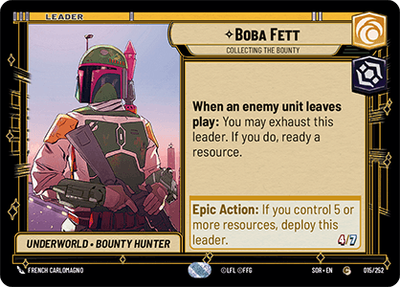 LEADER
BOBA FETT
COLLECTING THE BOUNTY
When an enemy unit leaves
play: You may exhaust this
leader. If you do, ready a
resource.
Epic Action: If you control 5 or
more resources, deploy this
leader.
4/7
UNDERWORLD • BOUNTY HUNTER
FRENCH CARLOMAGNO
©LFL ©FFG
SOR • EN
C
015/252